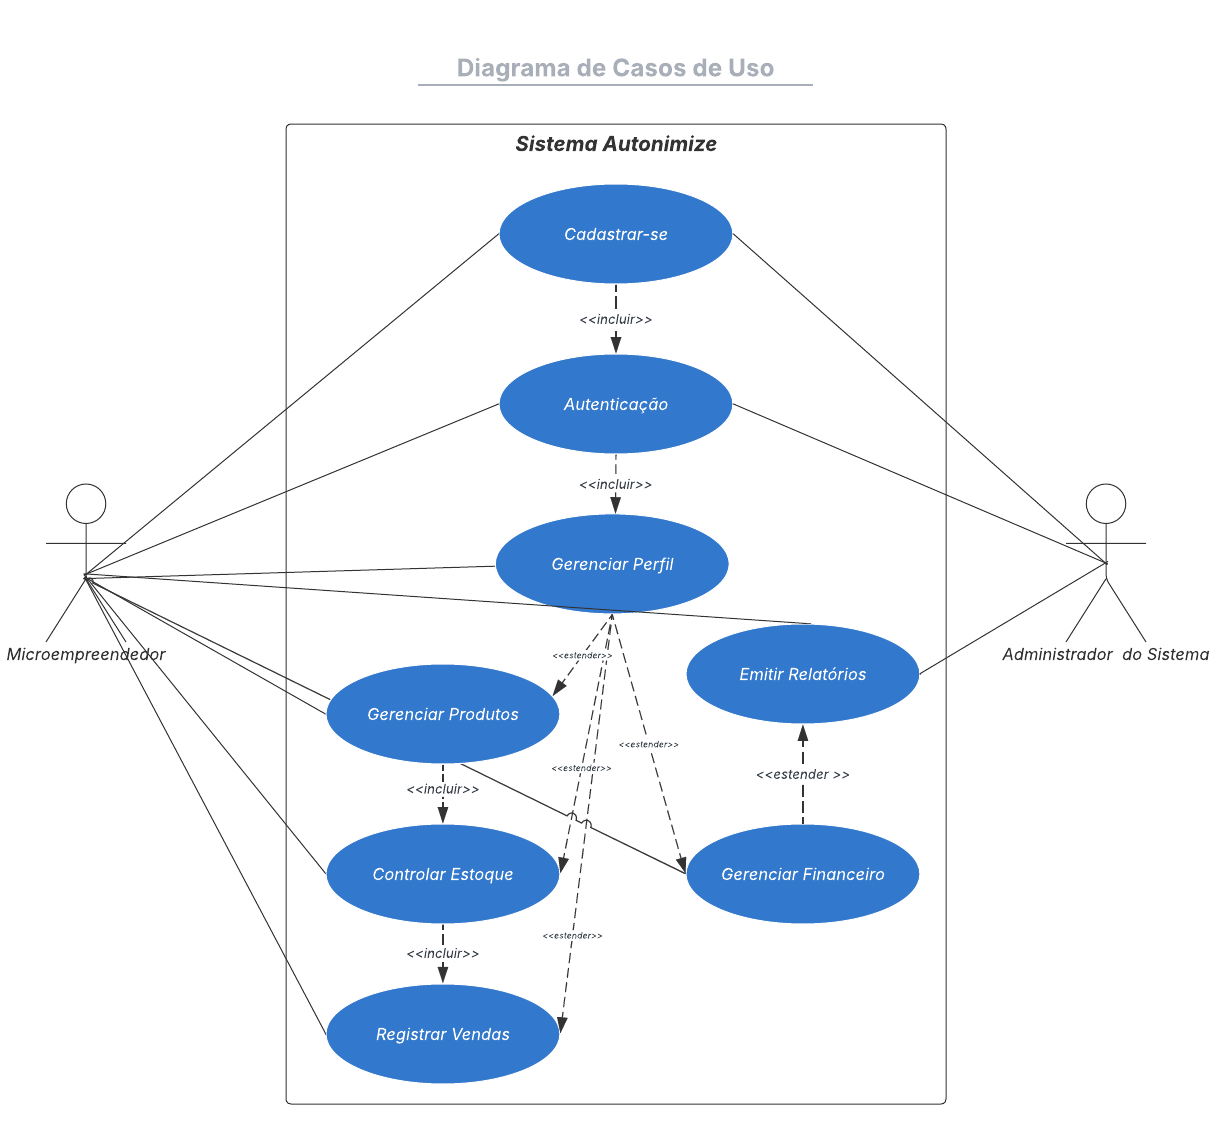 Diagrama de Casos de Uso
Sistema Autonimize
Cadastrar-se
<<incluir>>
Autenticação
<<incluir>>
Gerenciar Perfil
Microempreendedor
Administrador  do Sistema
<<estender>>
Emitir Relatórios
Gerenciar Produtos
<<estender>>
<<estender>>
<<estender >>
<<incluir>>
Controlar Estoque
Gerenciar Financeiro
<<estender>>
<<incluir>>
Registrar Vendas